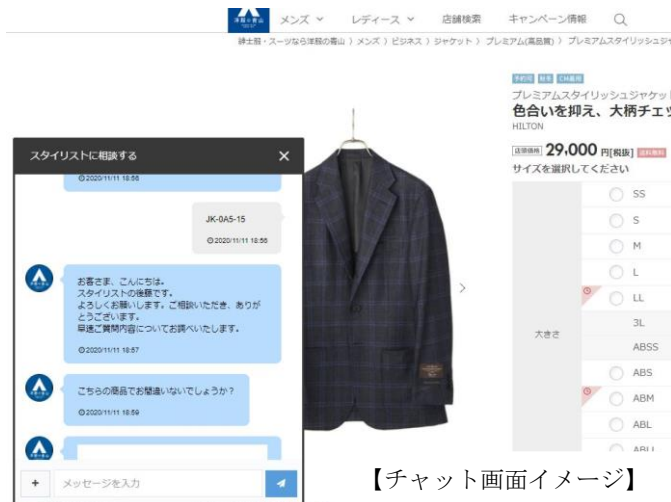 洋服の青山
メンズ
レディース
店舗検索
キャンペーン情報
紳士服・スーツなら洋服の青山 〉 メンズ 〉 ビジネス 〉 ジャケット 〉 プレミアム(高品質) 〉 プレミアムスタイリッシュジャ
プレミアムスタイリッシュジャケット
色合いを抑え、大柄チェッ
HILTON
店頭価格 29,000 円[税抜] 送料無料
サイズを選択してください
大きさ
SS
S
M
L
LL
3L
ABSS
ABS
ABM
ABL
ABLL
スタイリストに相談する
2020/11/11 18:56
JK-0A5-15
2020/11/11 18:56
お客さま、こんにちは。
スタイリストの後藤です。
よろしくお願いします。ご相談いただき、ありが
とうございます。
早速ご質問内容についてお調べいたします。
2020/11/11 18:57
こちらの商品でお間違いないでしょうか？
2020/11/11 18:59
+
メッセージを入力
【チャット画面イメージ】